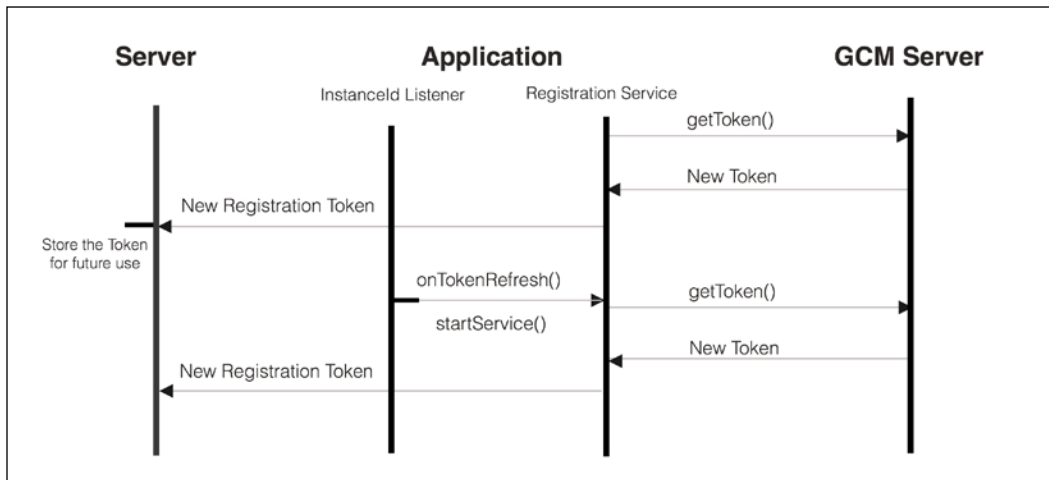 Server
Application
GCM Server
InstanceId Listener
Registration Service
getToken()
New Token
New Registration Token
Store the Token
for future use
onTokenRefresh()
getToken()
startService()
New Token
New Registration Token